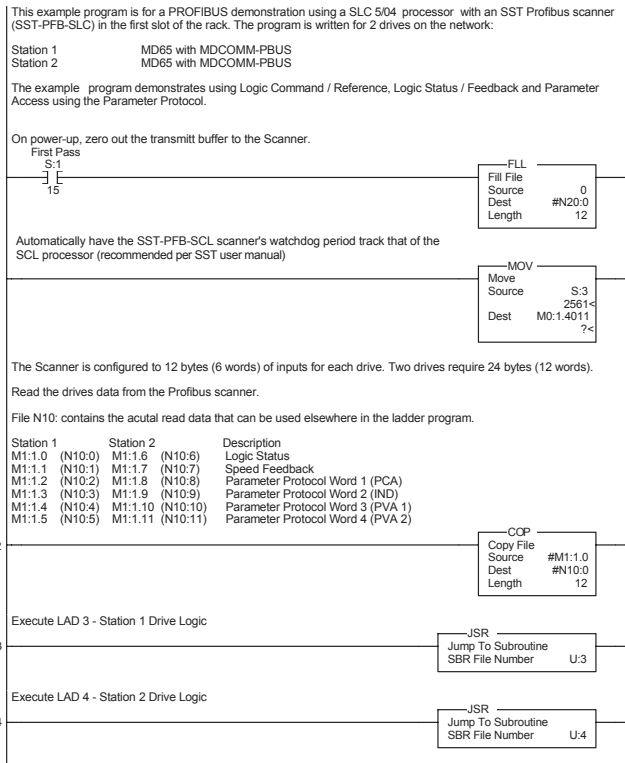 This example program is for a PROFIBUS demonstration using a SLC 5/04 processor with an SST Profibus scanner
(SST-PFB-SLC) in the first slot of the rack. The program is written for 2 drives on the network:
Station 1 MD65 with MDCOMM-PBUS
Station 2 MD65 with MDCOMM-PBUS
The example program demonstrates using Logic Command / Reference, Logic Status / Feedback and Parameter
Access using the Parameter Protocol.
On power-up, zero out the transmitt buffer to the Scanner.
First Pass
S:1
15
FLL
Fill File
Source 0
Dest #N20:0
Length 12
Automatically have the SST-PFB-SCL scanner's watchdog period track that of the
SCL processor (recommended per SST user manual)
MOV
Move
Source S:3
2561<
Dest M0:1.4011
?<
The Scanner is configured to 12 bytes (6 words) of inputs for each drive. Two drives require 24 bytes (12 words).
Read the drives data from the Profibus scanner.
File N10: contains the acutal read data that can be used elsewhere in the ladder program.
Station 1 Station 2 Description
M1:1.0 (N10:0) M1:1.6 (N10:6) Logic Status
M1:1.1 (N10:1) M1:1.7 (N10:7) Speed Feedback
M1:1.2 (N10:2) M1:1.8 (N10:8) Parameter Protocol Word 1 (PCA)
M1:1.3 (N10:3) M1:1.9 (N10:9) Parameter Protocol Word 2 (IND)
M1:1.4 (N10:4) M1:1.10 (N10:10) Parameter Protocol Word 3 (PVA 1)
M1:1.5 (N10:5) M1:1.11 (N10:11) Parameter Protocol Word 4 (PVA 2)
COP
Copy File
Source #M1:1.0
Dest #N10:0
Length 12
Execute LAD 3 - Station 1 Drive Logic
JSR
Jump To Subroutine
SBR File Number U:3
Execute LAD 4 - Station 2 Drive Logic
JSR
Jump To Subroutine
SBR File Number U:4